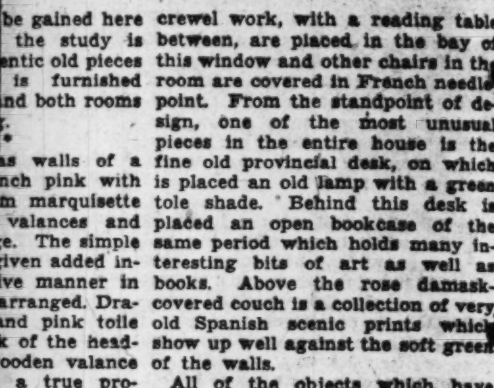 be gained here
the study is
entic old pieces
is furnished
nd both rooms
as walls of a
nch pink with
m marquisette
valances and
e. The simple
given added in-
ive manner in
arranged. Dra-
and pink toile
k of the head-
ooden valance
a true pro-
crewel work, with a reading table
between, are placed in the bay of
this window and other chairs in the
room are covered in French needle
point. From the standpoint of de
sign, one of the most unusual
pieces in the entire house is the
fine old provincial desk, on which
is placed an old lamp with a green
tole shade. Behind this desk is
placed an open bookcase of the
same period which holds many in-
teresting bits of art as well as
books. Above the rose damask-
covered couch is a collection of very
old Spanish scenic prints which
show up well against the soft green
of the walls.
All of the objects which have